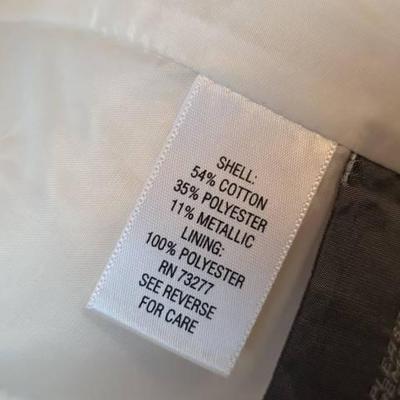 SHELL:
54% COTTON
35% POLYESTER
11% METALLIC
LINING:
100% POLYESTER
RN 73277
SEE REVERSE
FOR CARE